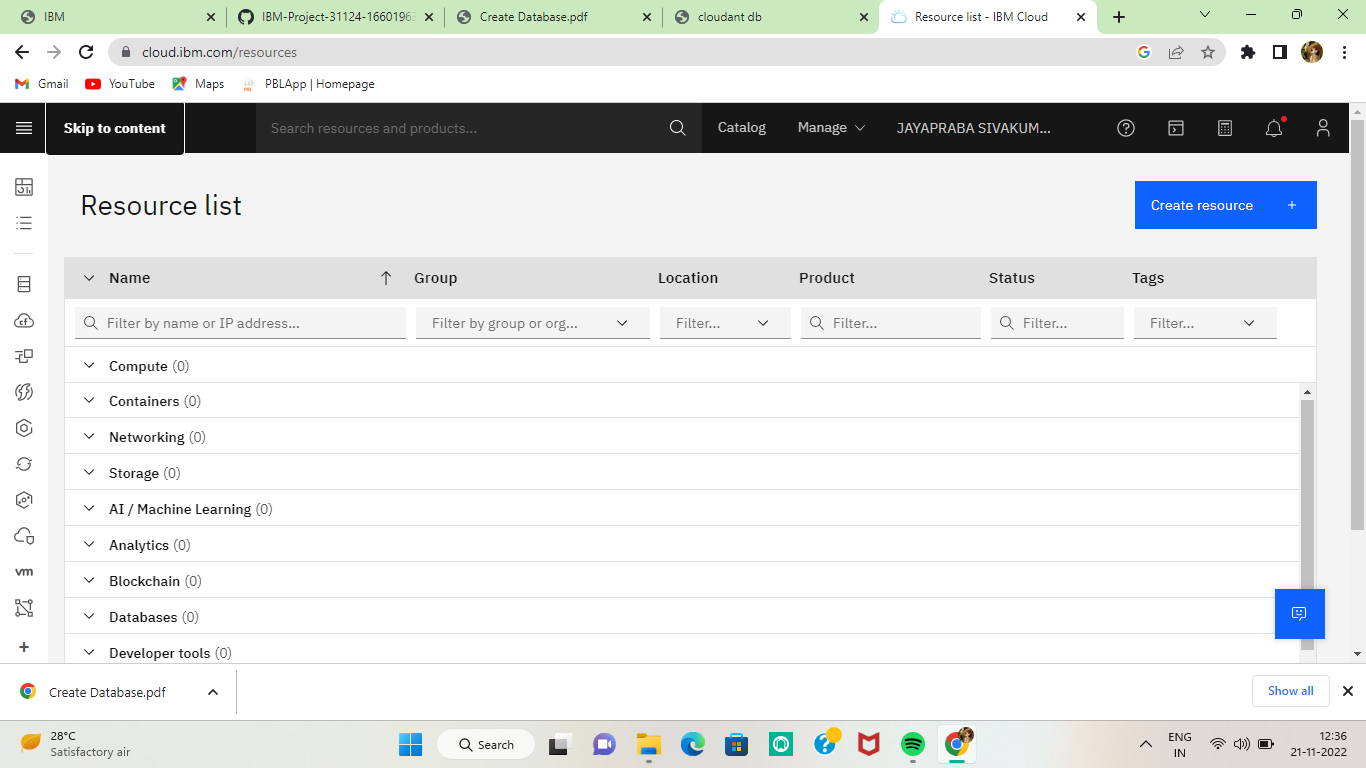 IBM
IBM-Project-31124-1660196
Create Database.pdf
cloudant db
Resource list - IBM Cloud
cloud.ibm.com/resources
Gmail
YouTube
Maps
PBLApp | Homepage
Skip to content
Search resources and products...
Catalog
Manage
JAYAPRABA SIVAKUM...
Resource list
Create resource +
Name
Group
Location
Product
Status
Tags
Filter by name or IP address...
Filter by group or org...
Filter...
Filter...
Filter...
Filter...
Compute (0)
Containers (0)
Networking (0)
Storage (0)
AI / Machine Learning (0)
Analytics (0)
Blockchain (0)
Databases (0)
Developer tools (0)
cf
vm
Create Database.pdf
Show all
28°C
Satisfactory air
Search
ENG
IN
12:36
21-11-2022